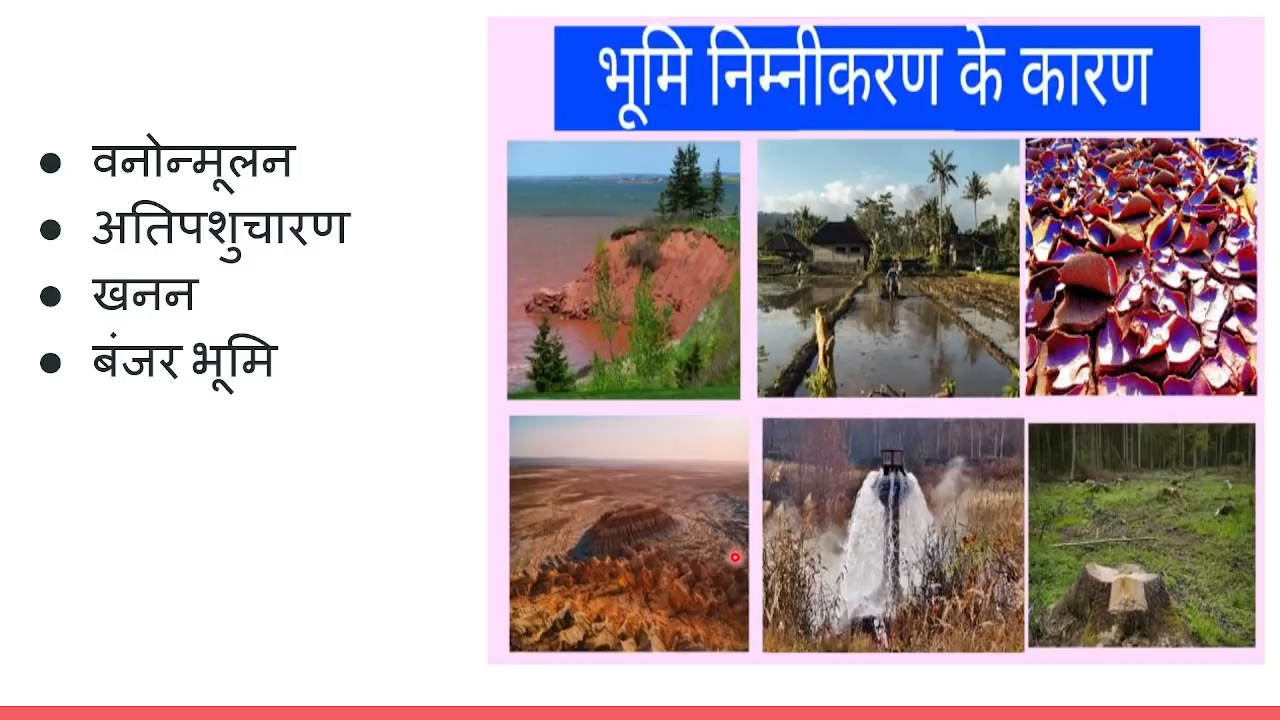 भूमि निम्नीकरण के कारण
वनोन्मूलन
अतिपशुचारण
खनन
बंजर भूमि